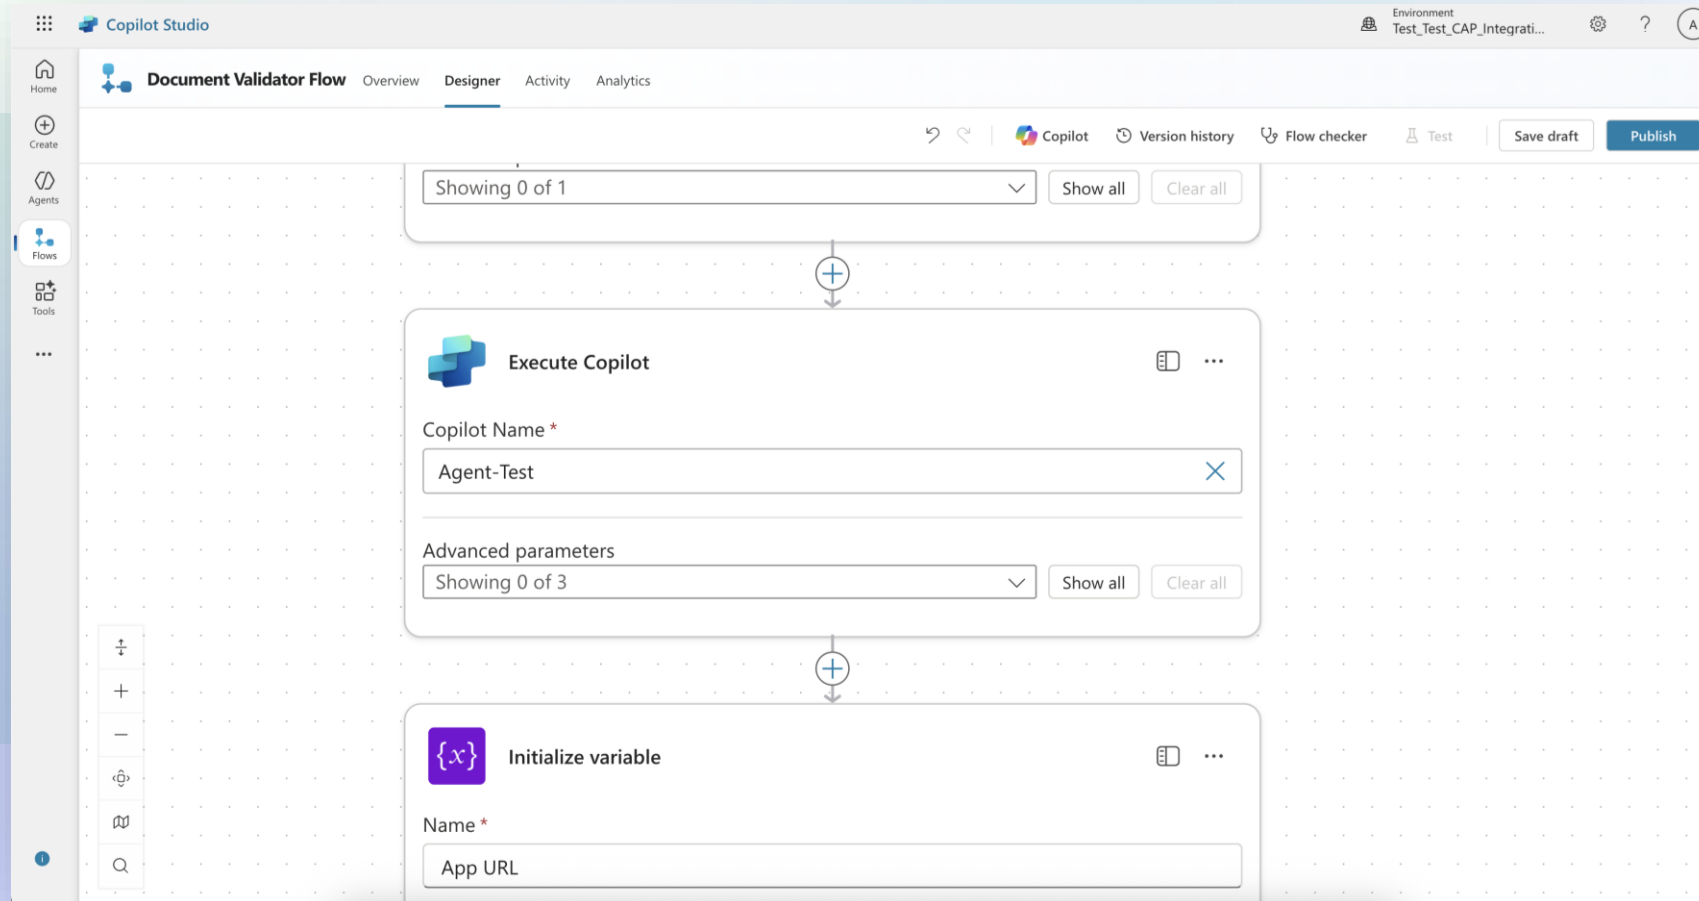 Copilot Studio
Environment
Test_Test_CAP_Integrati...
?
A
Home
Create
Agents
Flows
Tools
Document Validator Flow
Overview
Designer
Activity
Analytics
Copilot
Version history
Flow checker
Test
Save draft
Publish
Showing 0 of 1
Show all
Clear all
Execute Copilot
Copilot Name *
Agent-Test
Advanced parameters
Showing 0 of 3
Show all
Clear all
{x}
Initialize variable
Name *
App URL